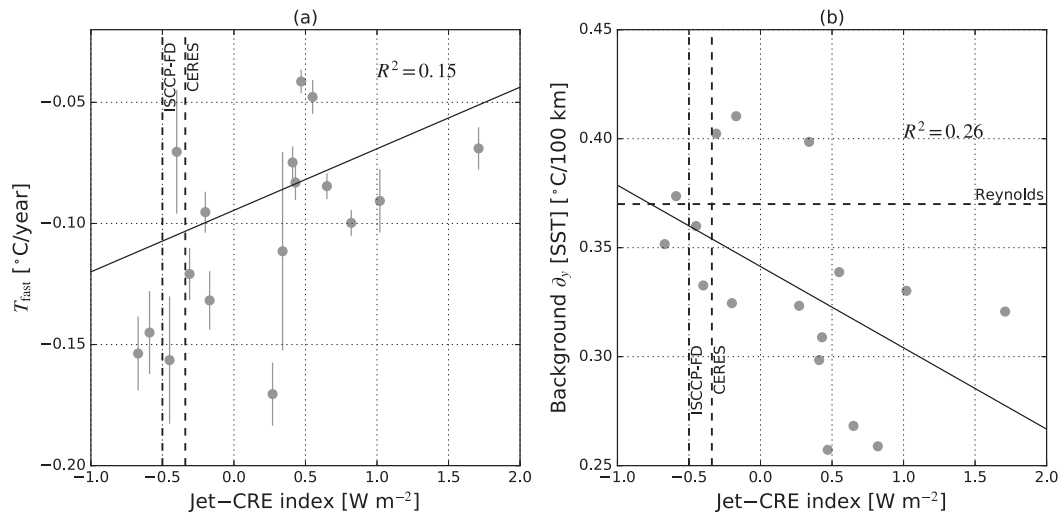 (a)
R² = 0.15
ISCCP-FD
CERES
T_fast [°C/year]
−0.05
−0.10
−0.15
−0.20
−1.0 −0.5 0.0 0.5 1.0 1.5 2.0
Jet−CRE index [W m⁻²]
(b)
R² = 0.26
Reynolds
ISCCP-FD
CERES
Background ∂_y [SST] [°C/100 km]
0.45
0.40
0.35
0.30
0.25
−1.0 −0.5 0.0 0.5 1.0 1.5 2.0
Jet−CRE index [W m⁻²]